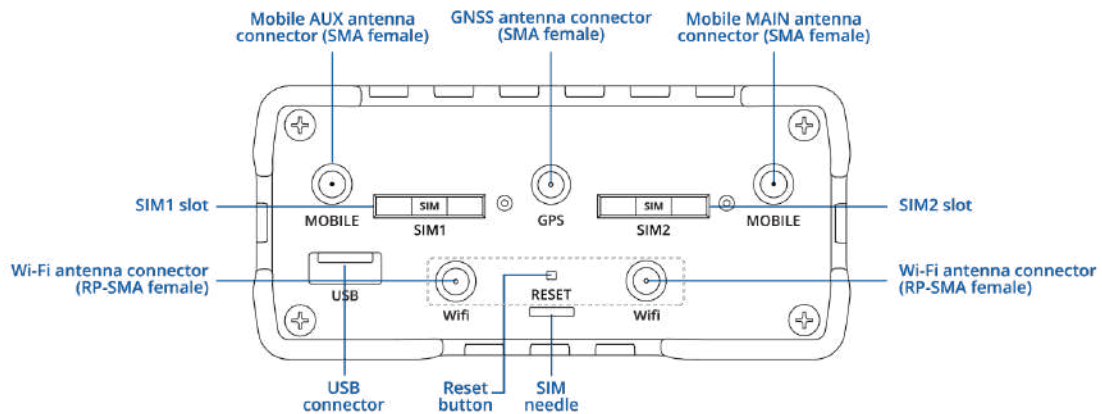 Mobile AUX antenna
connector (SMA female)
GNSS antenna connector
(SMA female)
Mobile MAIN antenna
connector (SMA female)
SIM1 slot
SIM
SIM
SIM2 slot
MOBILE
SIM1
GPS
SIM2
MOBILE
Wi-Fi antenna connector
(RP-SMA female)
Wi-Fi antenna connector
(RP-SMA female)
USB
RESET
Wifi
Wifi
USB
connector
Reset
button
SIM
needle